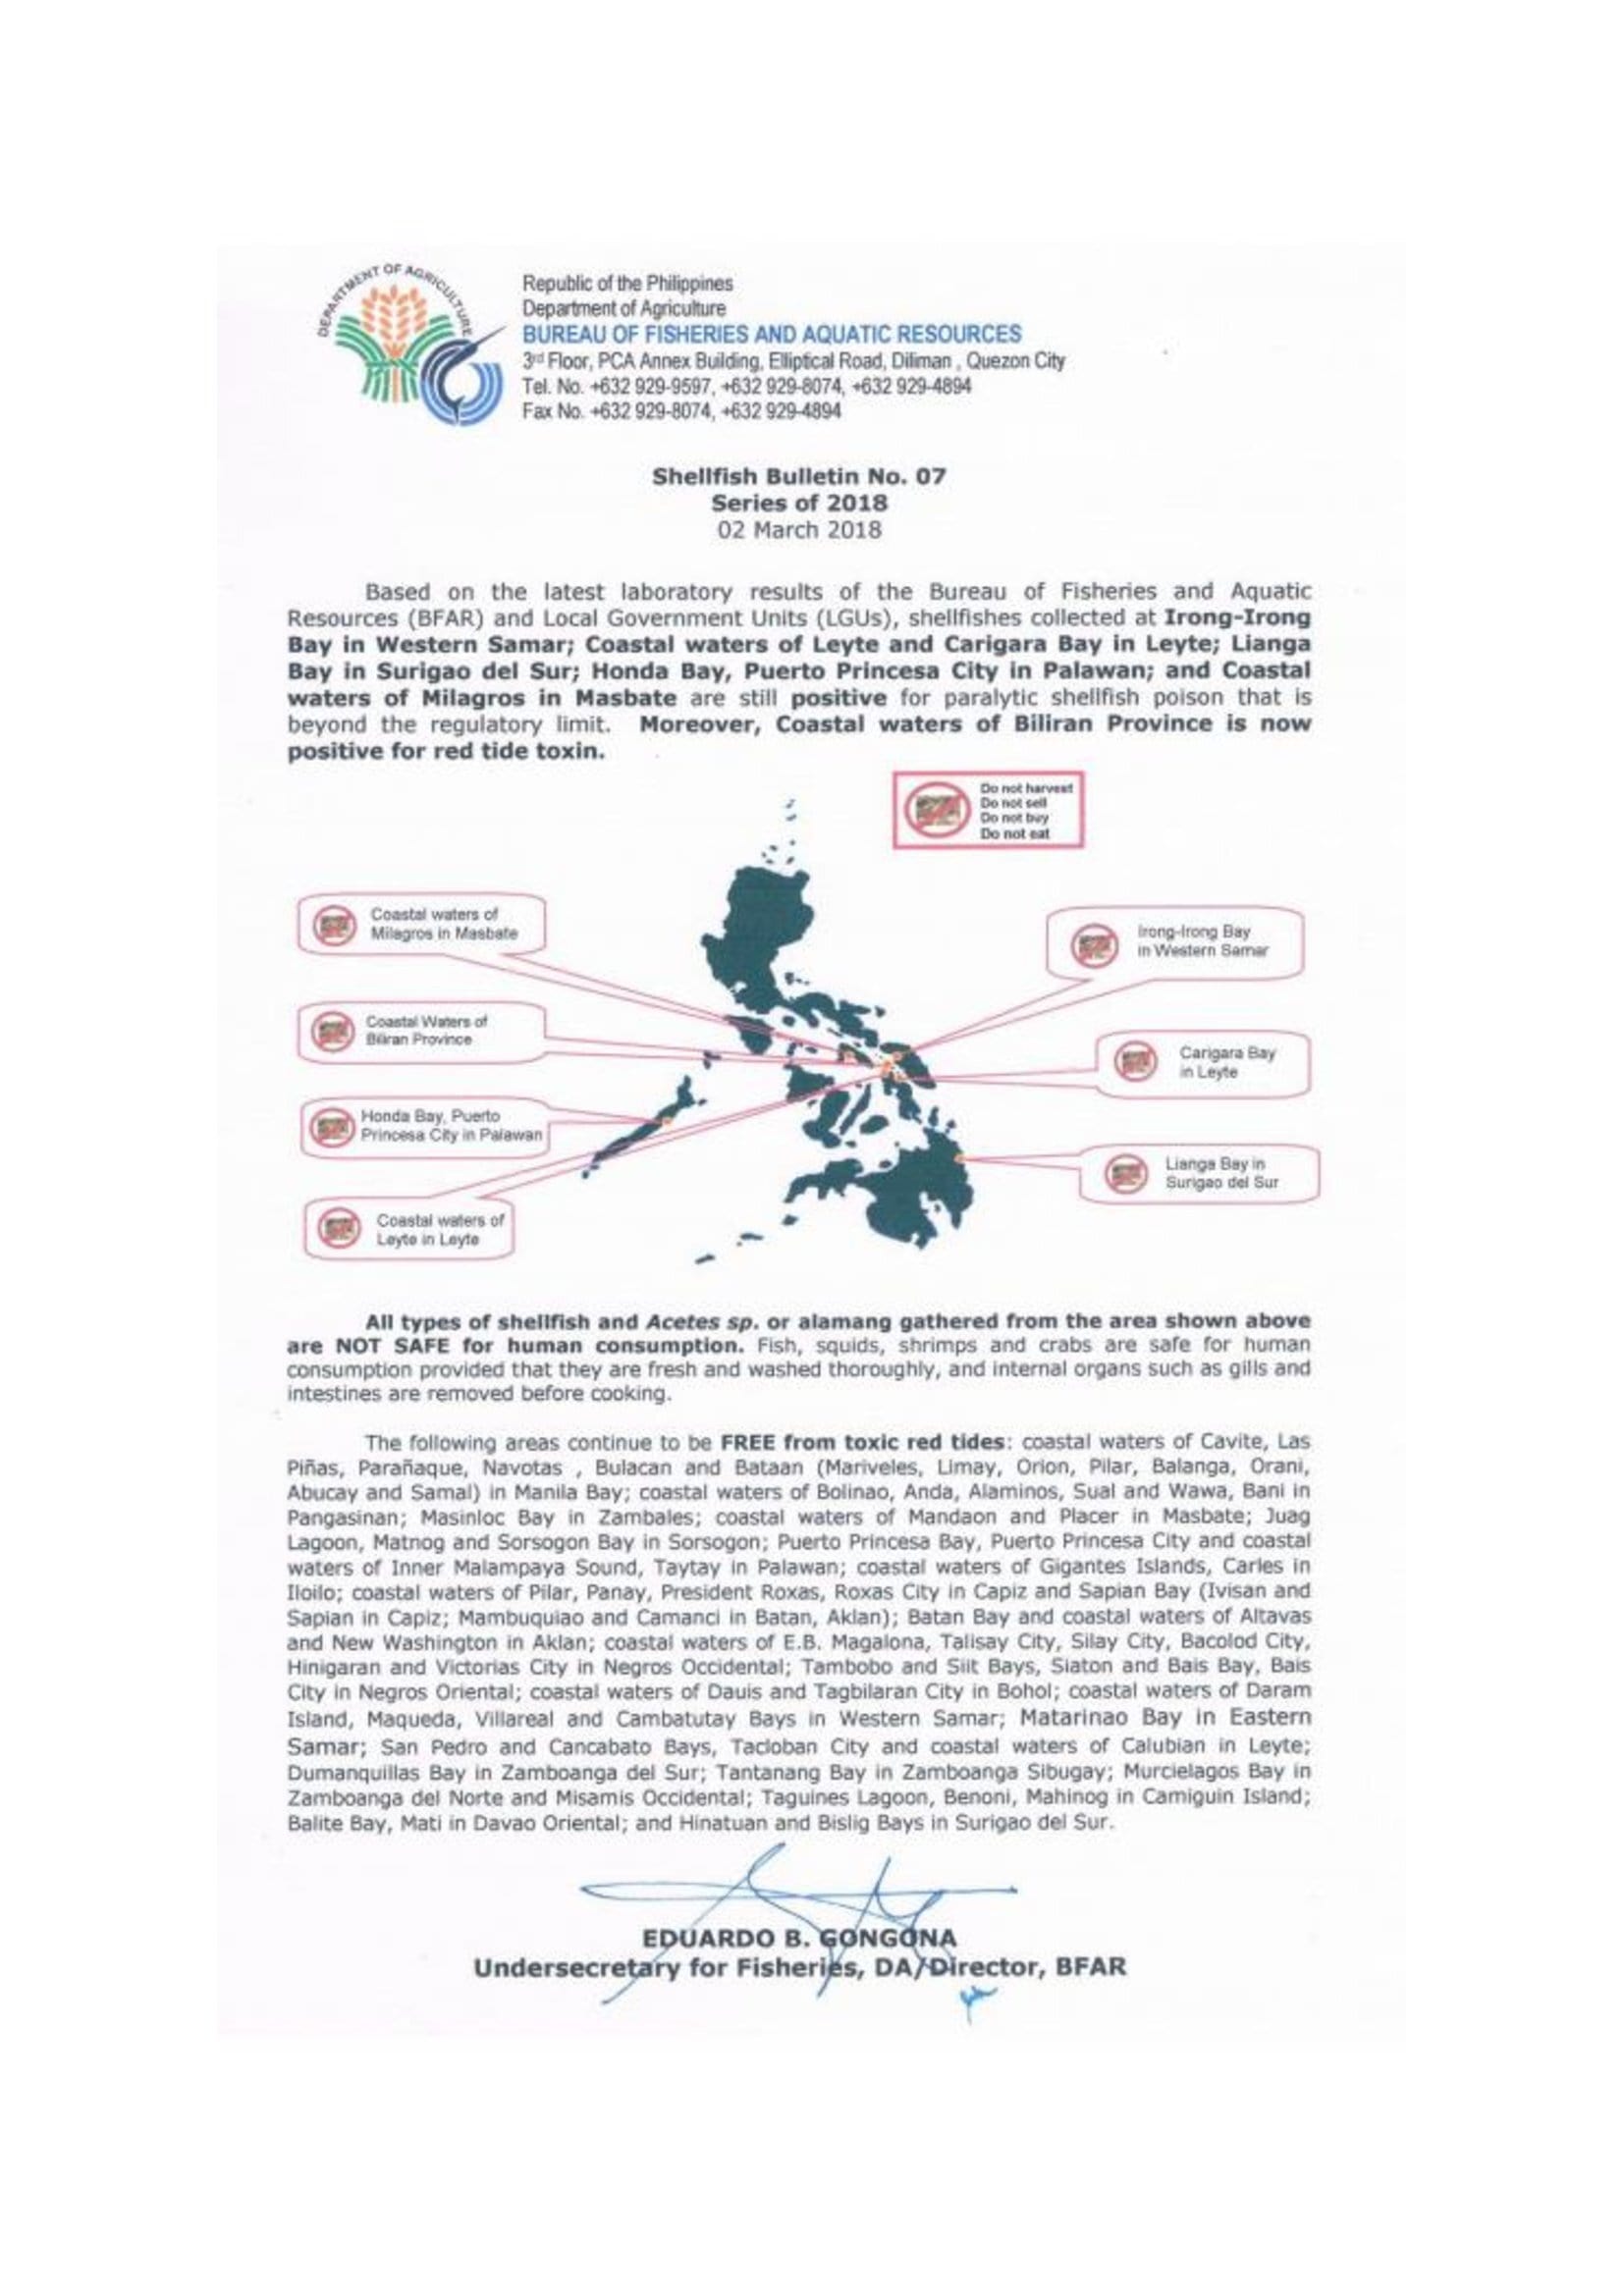 DEPARTMENT OF AGRICULTURE
Republic of the Philippines
Department of Agriculture
BUREAU OF FISHERIES AND AQUATIC RESOURCES
3rd Floor, PCA Annex Building, Elliptical Road, Diliman , Quezon City
Tel. No. +632 929-9597, +632 929-8074, +632 929-4894
Fax No. +632 929-8074, +632 929-4894
Shellfish Bulletin No. 07
Series of 2018
02 March 2018
Based on the latest laboratory results of the Bureau of Fisheries and Aquatic
Resources (BFAR) and Local Government Units (LGUs), shellfishes collected at Irong-Irong
Bay in Western Samar; Coastal waters of Leyte and Carigara Bay in Leyte; Lianga
Bay in Surigao del Sur; Honda Bay, Puerto Princesa City in Palawan; and Coastal
waters of Milagros in Masbate are still positive for paralytic shellfish poison that is
beyond the regulatory limit. Moreover, Coastal waters of Biliran Province is now
positive for red tide toxin.
Do not harvest
Do not sell
Do not buy
Do not eat
Coastal waters of
Milagros in Masbate
Irong-Irong Bay
in Western Samar
Coastal Waters of
Biliran Province
Carigara Bay
in Leyte
Honda Bay, Puerto
Princesa City in Palawan
Lianga Bay in
Surigao del Sur
Coastal waters of
Leyte in Leyte
All types of shellfish and Acetes sp. or alamang gathered from the area shown above
are NOT SAFE for human consumption. Fish, squids, shrimps and crabs are safe for human
consumption provided that they are fresh and washed thoroughly, and internal organs such as gills and
intestines are removed before cooking.
The following areas continue to be FREE from toxic red tides: coastal waters of Cavite, Las
Piñas, Parañaque, Navotas , Bulacan and Bataan (Mariveles, Limay, Orion, Pilar, Balanga, Orani,
Abucay and Samal) in Manila Bay; coastal waters of Bolinao, Anda, Alaminos, Sual and Wawa, Bani in
Pangasinan; Masinloc Bay in Zambales; coastal waters of Mandaon and Placer in Masbate; Juag
Lagoon, Matnog and Sorsogon Bay in Sorsogon; Puerto Princesa Bay, Puerto Princesa City and coastal
waters of Inner Malampaya Sound, Taytay in Palawan; coastal waters of Gigantes Islands, Carles in
Iloilo; coastal waters of Pilar, Panay, President Roxas, Roxas City in Capiz and Sapian Bay (Ivisan and
Sapian in Capiz; Mambuquiao and Camanci in Batan, Aklan); Batan Bay and coastal waters of Altavas
and New Washington in Aklan; coastal waters of E.B. Magalona, Talisay City, Silay City, Bacolod City,
Hinigaran and Victorias City in Negros Occidental; Tambobo and Siit Bays, Siaton and Bais Bay, Bais
City in Negros Oriental; coastal waters of Dauis and Tagbilaran City in Bohol; coastal waters of Daram
Island, Maqueda, Villareal and Cambatutay Bays in Western Samar; Matarinao Bay in Eastern
Samar; San Pedro and Cancabato Bays, Tacloban City and coastal waters of Calubian in Leyte;
Dumanquillas Bay in Zamboanga del Sur; Tantanang Bay in Zamboanga Sibugay; Murcielagos Bay in
Zamboanga del Norte and Misamis Occidental; Taguines Lagoon, Benoni, Mahinog in Camiguin Island;
Balite Bay, Mati in Davao Oriental; and Hinatuan and Bislig Bays in Surigao del Sur.
EDUARDO B. GONGONA
Undersecretary for Fisheries, DA/Director, BFAR